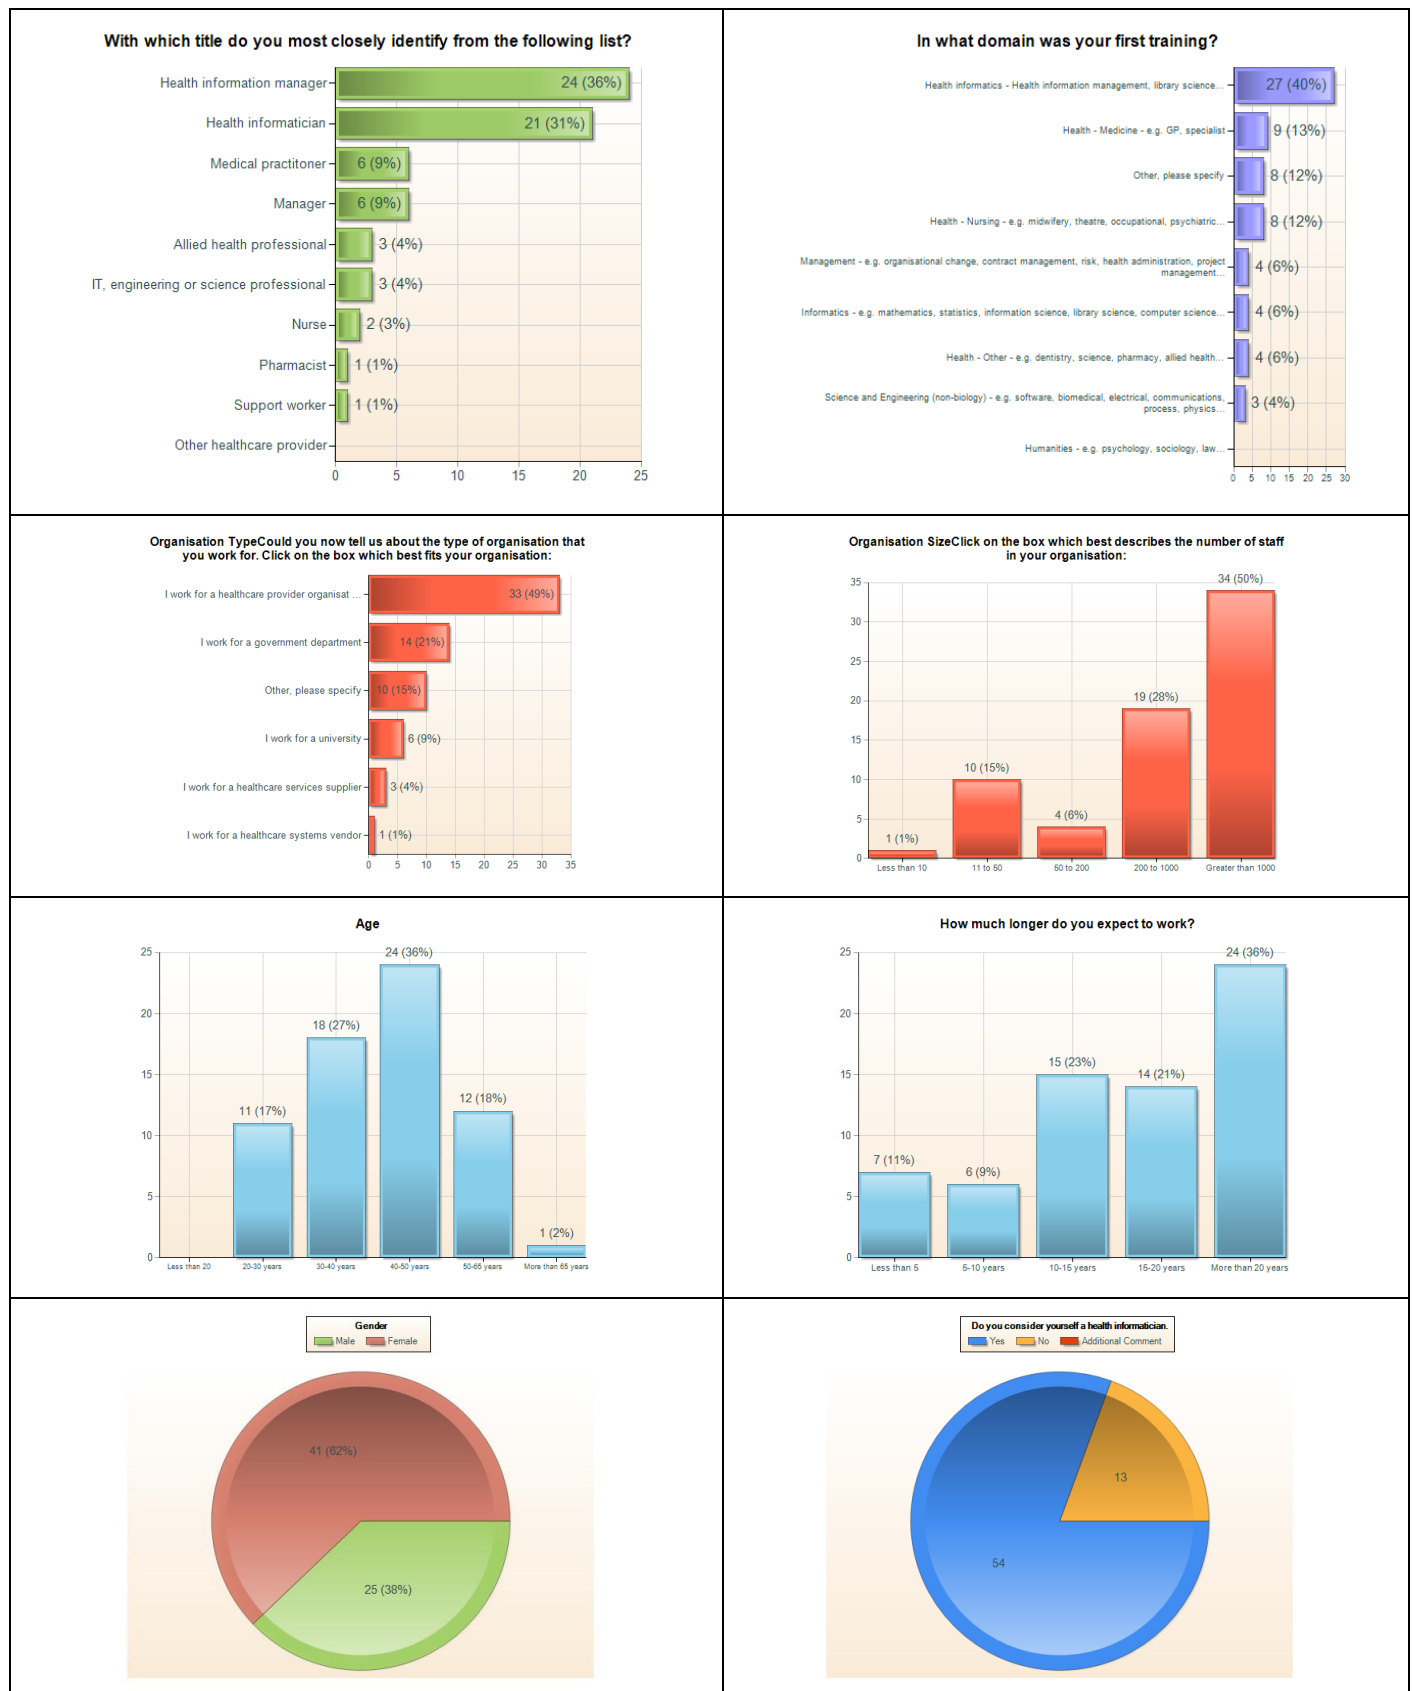 With which title do you most closely identify from the following list?
Health information manager
24 (36%)
Health informatician
21 (31%)
Medical practitoner
6 (9%)
Manager
6 (9%)
Allied health professional
3 (4%)
IT, engineering or science professional
3 (4%)
Nurse
2 (3%)
Pharmacist
1 (1%)
Support worker
1 (1%)
Other healthcare provider
0 5 10 15 20 25
In what domain was your first training?
Health informatics - Health information management, library science...
27 (40%)
Health - Medicine - e.g. GP, specialist
9 (13%)
Other, please specify
8 (12%)
Health - Nursing - e.g. midwifery, theatre, occupational, psychiatric...
8 (12%)
Management - e.g. organisational change, contract management, risk, health administration, project
management...
4 (6%)
Informatics - e.g. mathematics, statistics, information science, library science, computer science...
4 (6%)
Health - Other - e.g. dentistry, science, pharmacy, allied health...
4 (6%)
Science and Engineering (non-biology) - e.g. software, biomedical, electrical, communications,
process, physics...
3 (4%)
Humanities - e.g. psychology, sociology, law...
0 5 10 15 20 25 30
Organisation TypeCould you now tell us about the type of organisation that
you work for. Click on the box which best fits your organisation:
I work for a healthcare provider organisat ...
33 (49%)
I work for a government department
14 (21%)
Other, please specify
10 (15%)
I work for a university
6 (9%)
I work for a healthcare services supplier
3 (4%)
I work for a healthcare systems vendor
1 (1%)
0 5 10 15 20 25 30 35
Organisation SizeClick on the box which best describes the number of staff
in your organisation:
35
30
25
20
15
10
5
0
1 (1%)
10 (15%)
4 (6%)
19 (28%)
34 (50%)
Less than 10 11 to 50 50 to 200 200 to 1000 Greater than 1000
Age
25
20
15
10
5
0
11 (17%)
18 (27%)
24 (36%)
12 (18%)
1 (2%)
Less than 20 20-30 years 30-40 years 40-50 years 50-65 years More than 65 years
How much longer do you expect to work?
25
20
15
10
5
0
7 (11%)
6 (9%)
15 (23%)
14 (21%)
24 (36%)
Less than 5 5-10 years 10-15 years 15-20 years More than 20 years
Gender
Male Female
41 (62%)
25 (38%)
Do you consider yourself a health informatician.
Yes No Additional Comment
13
54